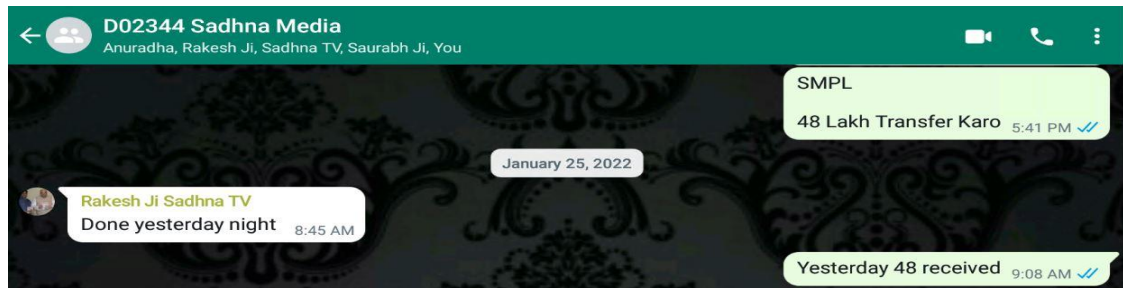 D02344 Sadhna Media
Anuradha, Rakesh Ji, Sadhna TV, Saurabh Ji, You
SMPL
48 Lakh Transfer Karo 5:41 PM
January 25, 2022
Rakesh Ji Sadhna TV
Done yesterday night 8:45 AM
Yesterday 48 received 9:08 AM